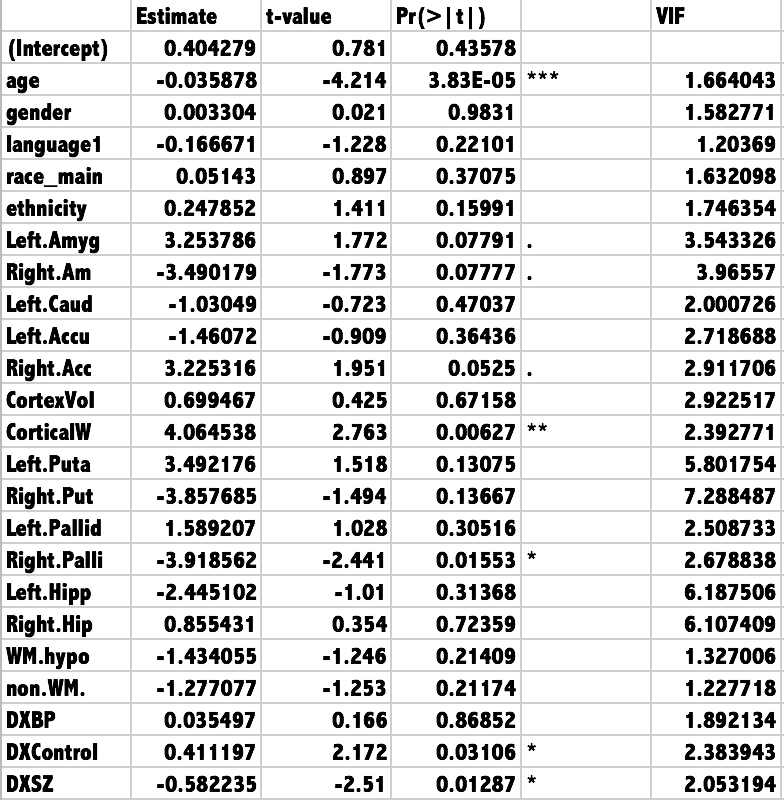 Estimate t-value Pr(>|t|) VIF
(Intercept) 0.404279 0.781 0.43578
age -0.035878 -4.214 3.83E-05 *** 1.664043
gender 0.003304 0.021 0.9831 1.582771
language1 -0.166671 -1.228 0.22101 1.20369
race_main 0.05143 0.897 0.37075 1.632098
ethnicity 0.247852 1.411 0.15991 1.746354
Left.Amyg 3.253786 1.772 0.07791 . 3.543326
Right.Am -3.490179 -1.773 0.07777 . 3.96557
Left.Caud -1.03049 -0.723 0.47037 2.000726
Left.Accu -1.46072 -0.909 0.36436 2.718688
Right.Acc 3.225316 1.951 0.0525 . 2.911706
CortexVol 0.699467 0.425 0.67158 2.922517
CorticalW 4.064538 2.763 0.00627 ** 2.392771
Left.Puta 3.492176 1.518 0.13075 5.801754
Right.Put -3.857685 -1.494 0.13667 7.288487
Left.Pallid 1.589207 1.028 0.30516 2.508733
Right.Palli -3.918562 -2.441 0.01553 * 2.678838
Left.Hipp -2.445102 -1.01 0.31368 6.187506
Right.Hip 0.855431 0.354 0.72359 6.107409
WM.hypo -1.434055 -1.246 0.21409 1.327006
non.WM. -1.277077 -1.253 0.21174 1.227718
DXBP 0.035497 0.166 0.86852 1.892134
DXControl 0.411197 2.172 0.03106 * 2.383943
DXSZ -0.582235 -2.51 0.01287 * 2.053194